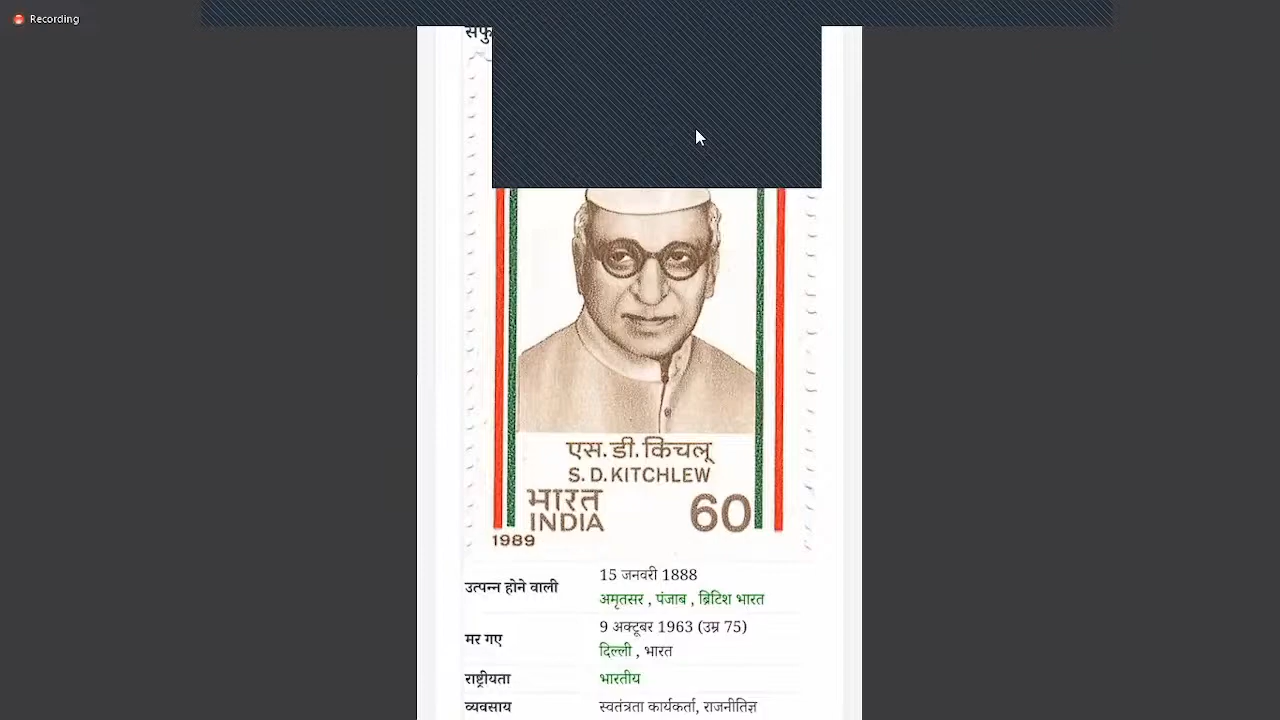 Recording
एस. डी. किचलू
S. D. KITCHLEW
भारत
INDIA
60
1989
उत्पन्न होने वाली
15 जनवरी 1888
अमृतसर , पंजाब , ब्रिटिश भारत
मर गए
9 अक्टूबर 1963 (उम्र 75)
दिल्ली , भारत
राष्ट्रीयता
भारतीय
व्यवसाय
स्वतंत्रता कार्यकर्ता, राजनीतिज्ञ